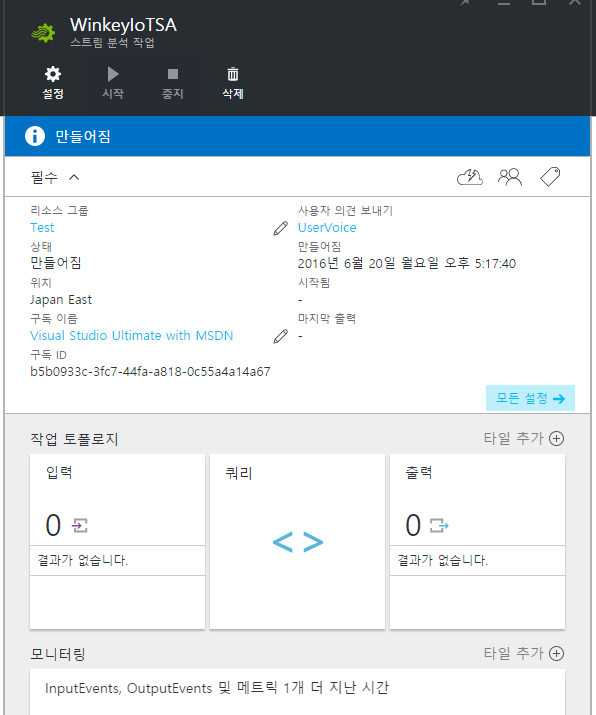 WinkeyIoTSA
스트림 분석 작업
설정
시작
중지
삭제
만들어짐
필수
리소스 그룹
Test
상태
만들어짐
위치
Japan East
구독 이름
Visual Studio Ultimate with MSDN
구독 ID
b5b0933c-3fc7-44fa-a818-0c55a4a14a67
사용자 의견 보내기
UserVoice
만들어짐
2016년 6월 20일 월요일 오후 5:17:40
시작됨
-
마지막 출력
-
모든 설정
작업 토폴로지
타일 추가
입력
0
결과가 없습니다.
쿼리
< >
출력
0
결과가 없습니다.
모니터링
타일 추가
InputEvents, OutputEvents 및 메트릭 1개 더 지난 시간